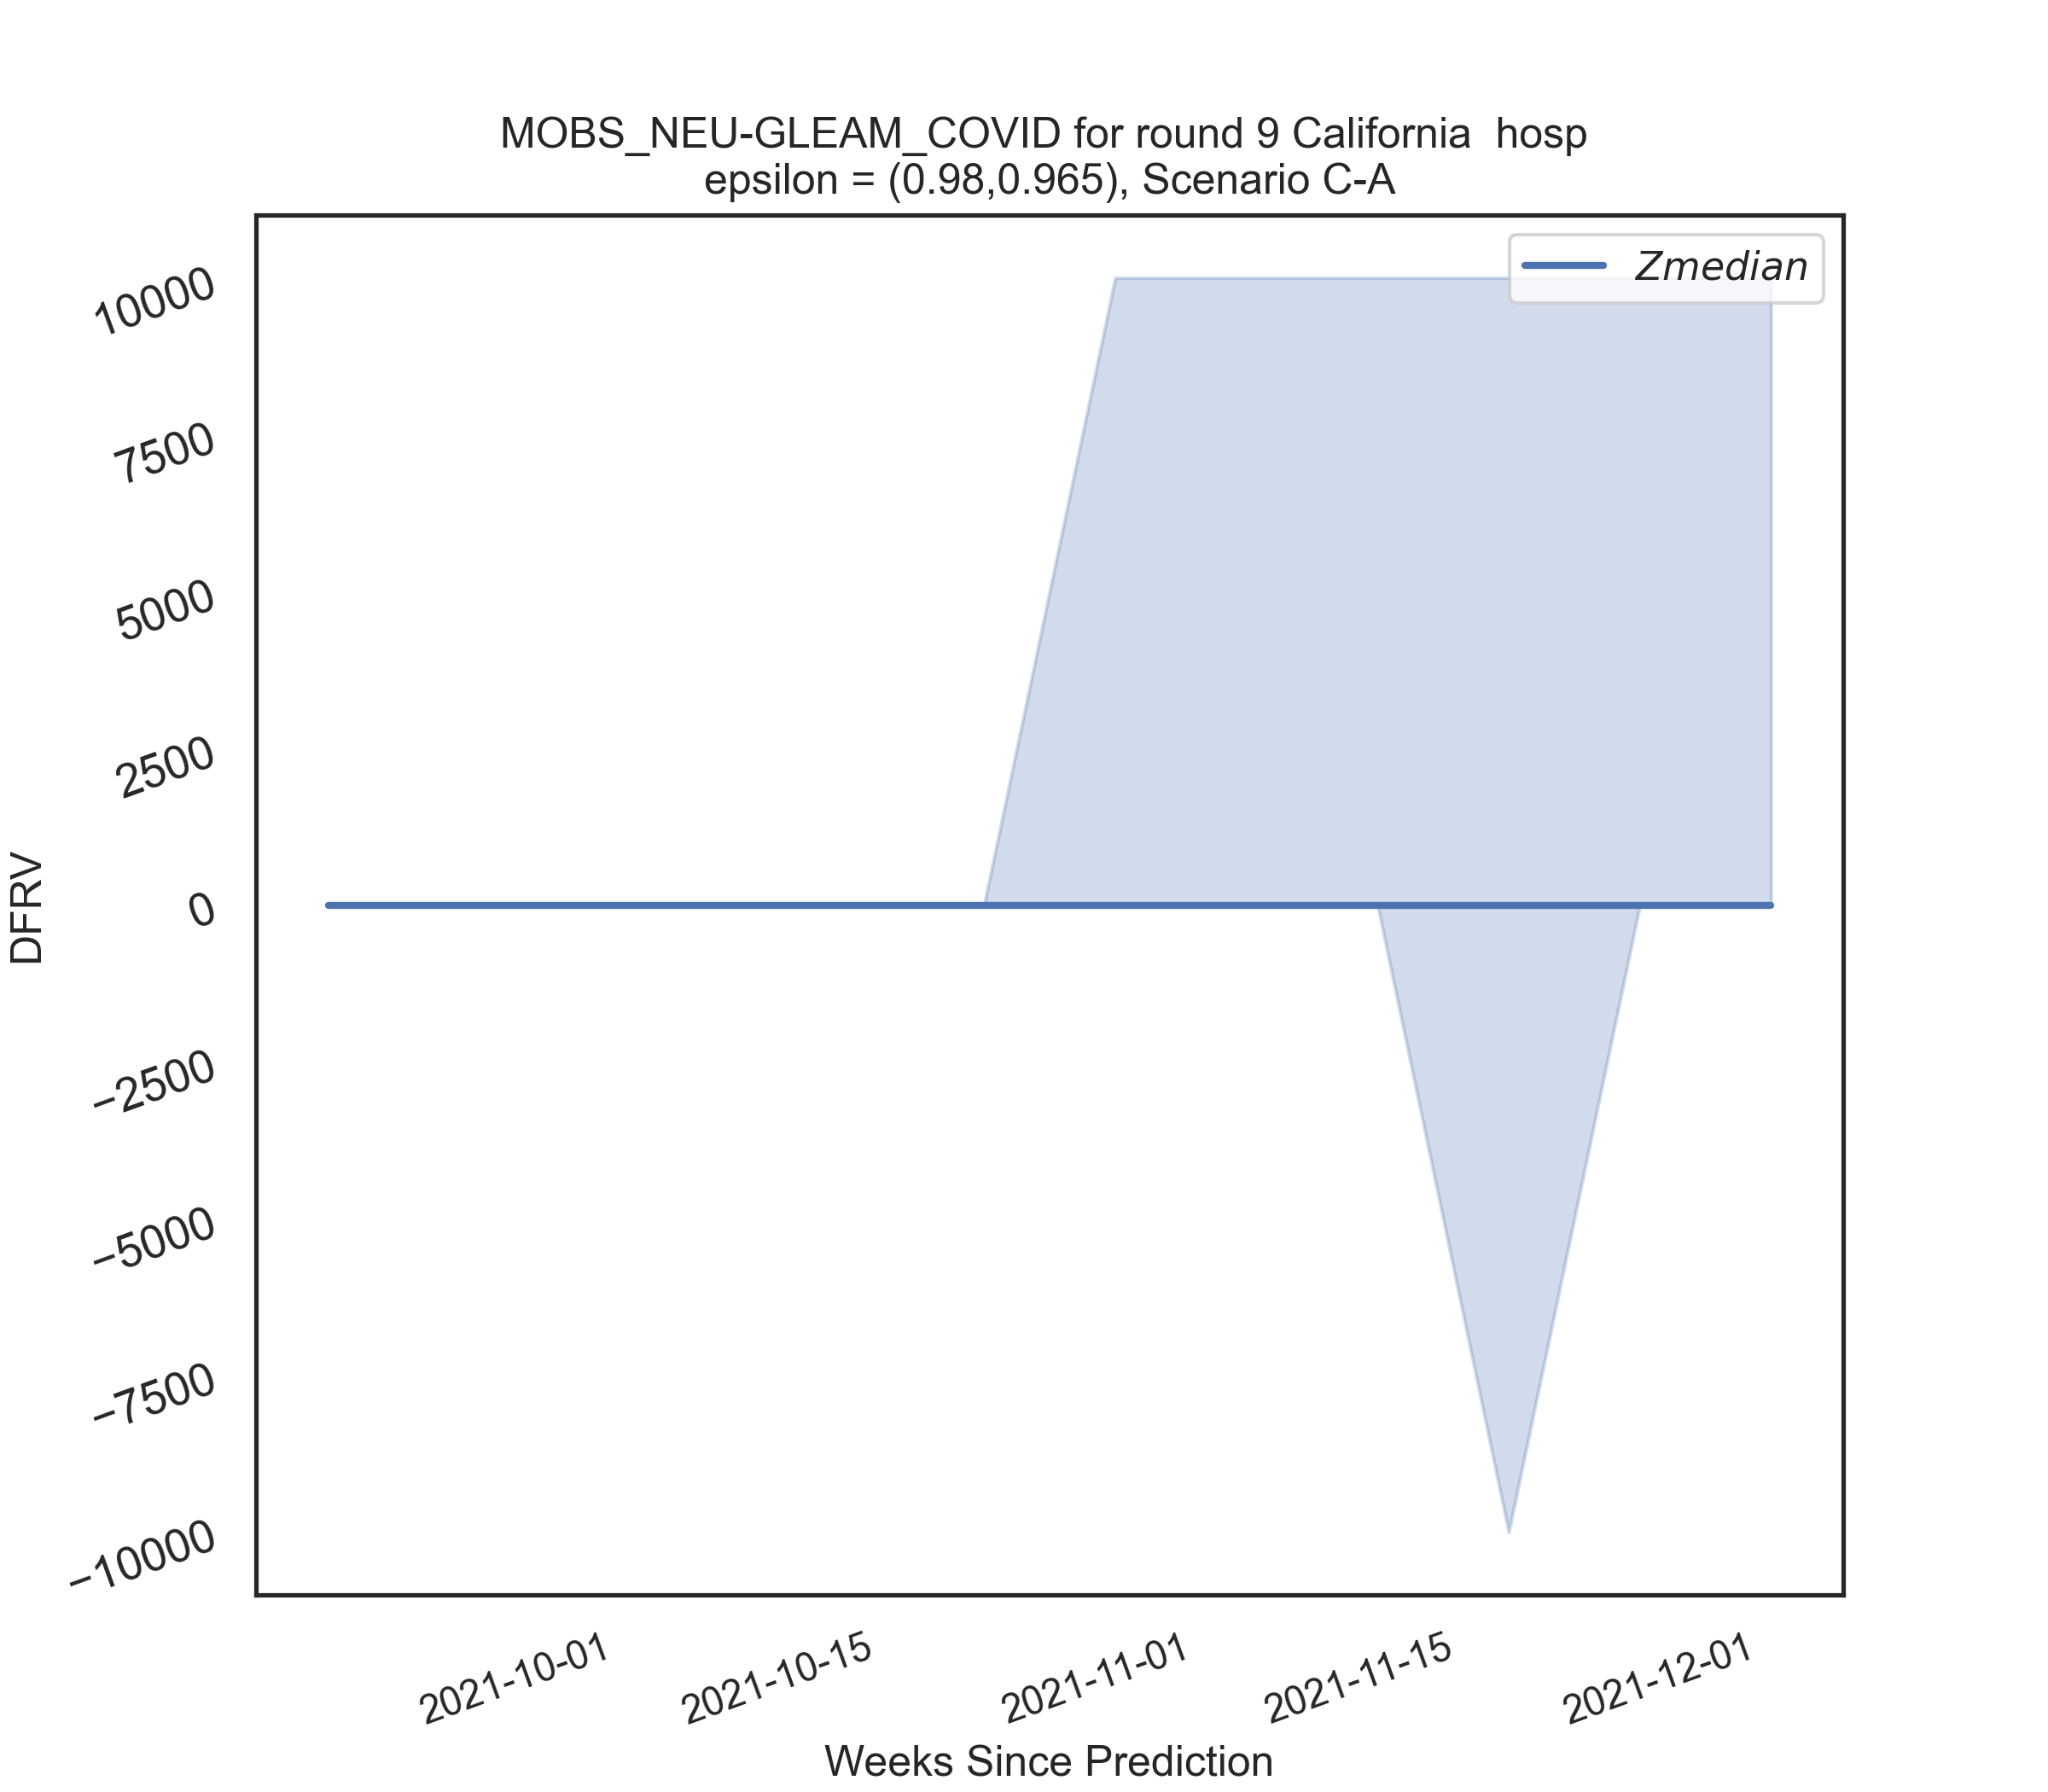 MOBS_NEU-GLEAM_COVID for round 9 California  hosp
epsilon = (0.98,0.965), Scenario C-A
Zmedian
10000
7500
5000
2500
0
−2500
−5000
−7500
−10000
DFRV
2021-10-01
2021-10-15
2021-11-01
2021-11-15
2021-12-01
Weeks Since Prediction